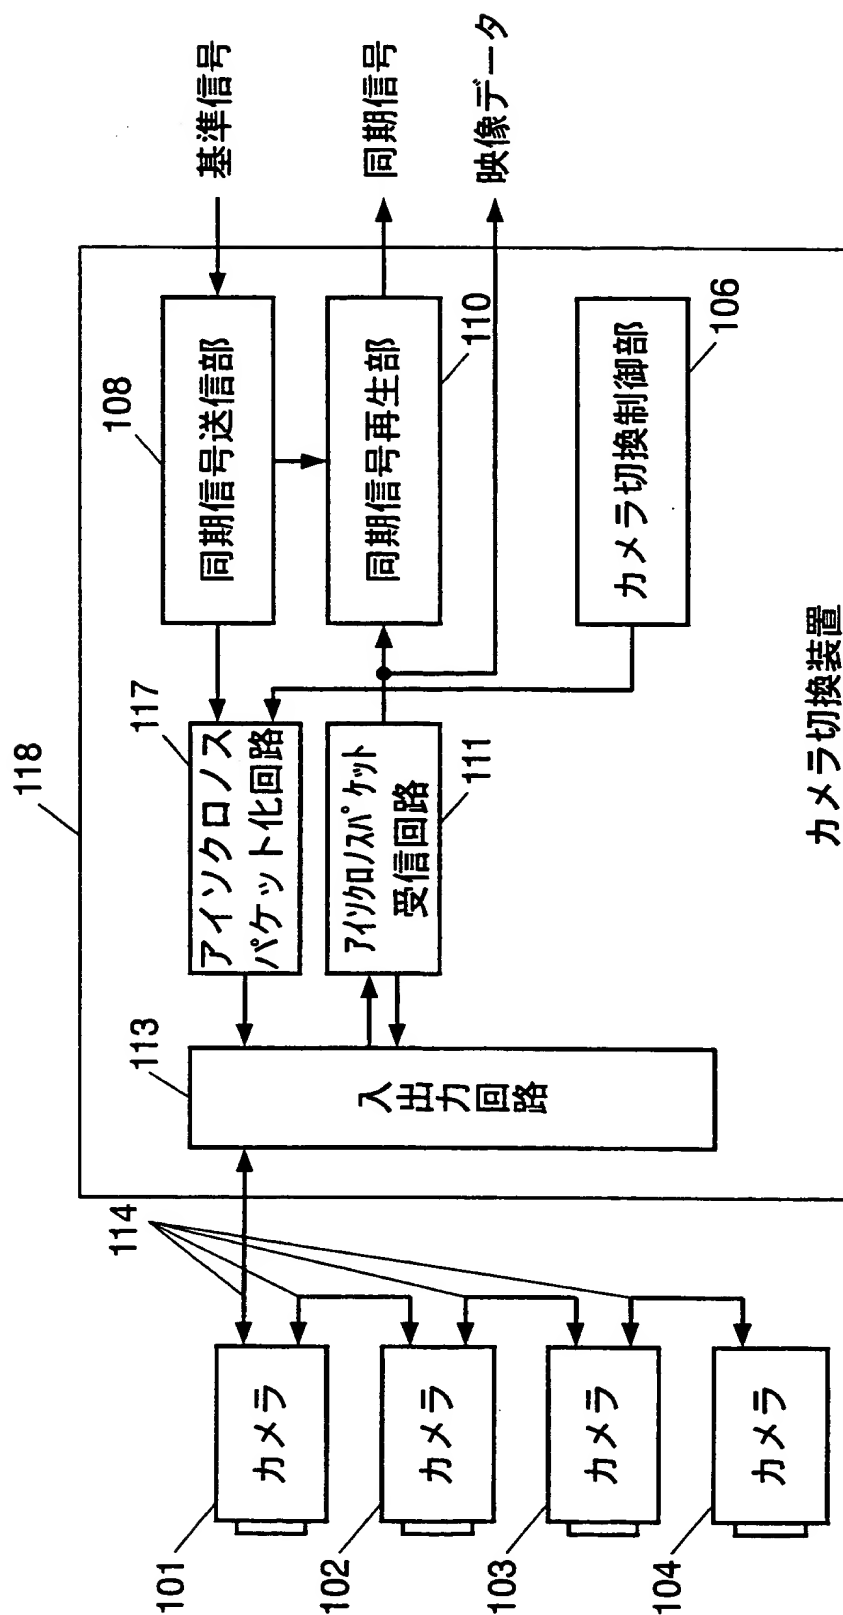 118
基準信号
同期信号
映像データ
108
同期信号送信部
110
同期信号再生部
106
カメラ切換制御部
117
アイソクロノス
パケット化回路
111
アイソクロノスパケット
受信回路
113
入出力回路
カメラ切換装置
114
101
カメラ
102
カメラ
103
カメラ
104
カメラ